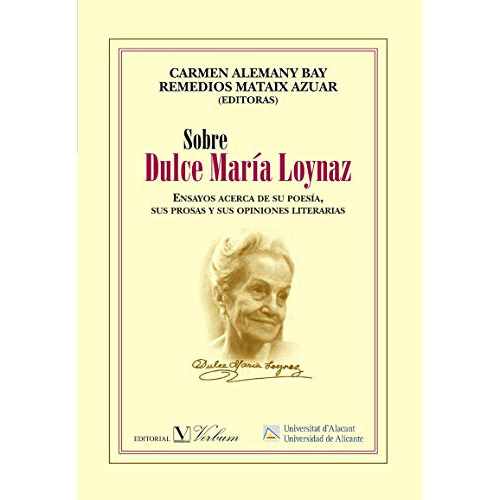 CARMEN ALEMANY BAY
REMEDIOS MATAIX AZUAR
(EDITORAS)
Sobre
Dulce María Loynaz
ENSAYOS ACERCA DE SU POESÍA,
SUS PROSAS Y SUS OPINIONES LITERARIAS
Dulce María Loynaz
EDITORIAL V Verbum
Universitat d'Alacant
Universidad de Alicante